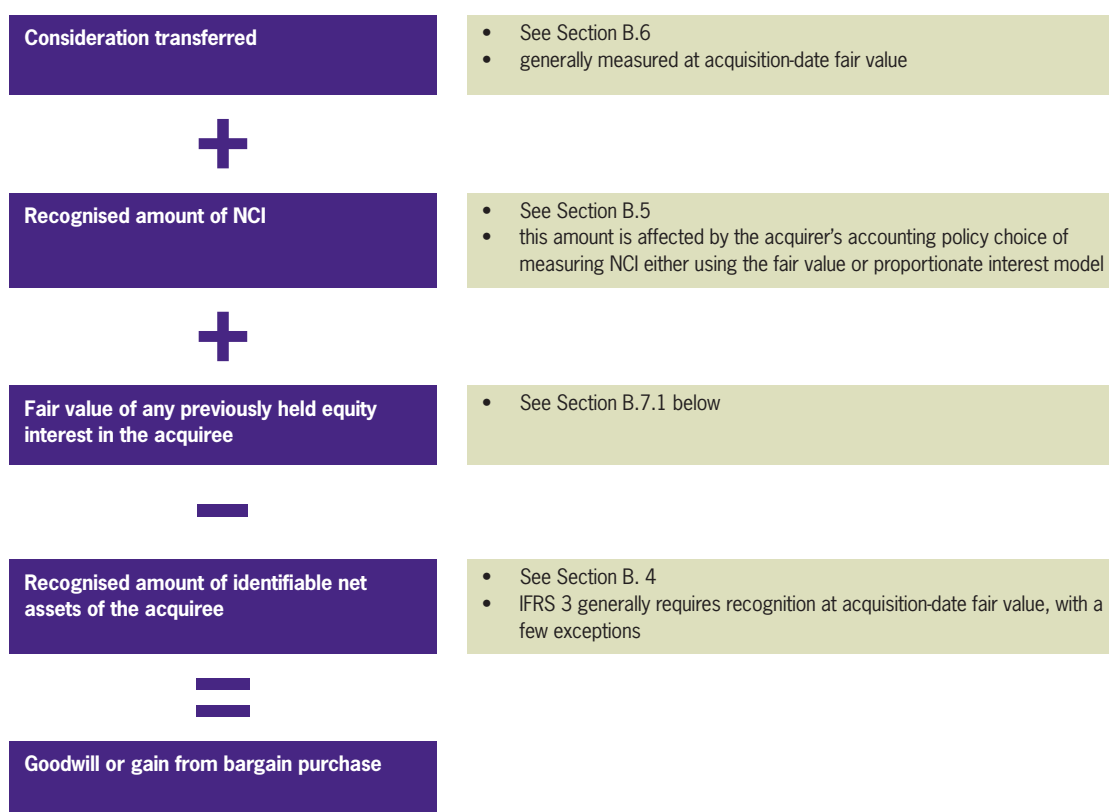 Consideration transferred
• See Section B.6
• generally measured at acquisition-date fair value
+
Recognised amount of NCI
• See Section B.5
• this amount is affected by the acquirer's accounting policy choice of
measuring NCI either using the fair value or proportionate interest model
+
Fair value of any previously held equity
interest in the acquiree
• See Section B.7.1 below
–
Recognised amount of identifiable net
assets of the acquiree
• See Section B. 4
• IFRS 3 generally requires recognition at acquisition-date fair value, with a
few exceptions
=
Goodwill or gain from bargain purchase